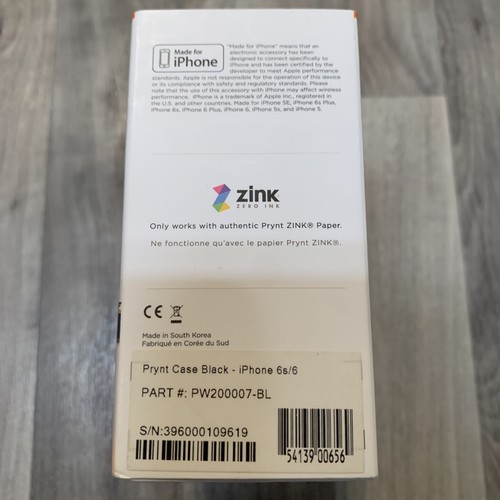 Made for
iPhone
"Made for iPhone" means that an
electronic accessory has been
designed to connect specifically to
iPhone and has been certified by the
developer to meet Apple performance
standards. Apple is not responsible for the operation of this device
or its compliance with safety and regulatory standards. Please
note that the use of this accessory with iPhone may affect wireless
performance. iPhone is a trademark of Apple Inc., registered in
the U.S. and other countries. Made for iPhone SE, iPhone 6s Plus,
iPhone 6s, iPhone 6 Plus, iPhone 6, iPhone 5s, and iPhone 5.
zink
ZERO INK
Only works with authentic Prynt ZINK® Paper.
Ne fonctionne qu'avec le papier Prynt ZINK®.
CE
Made in South Korea
Fabriqué en Corée du Sud
Prynt Case Black - iPhone 6s/6
PART #: PW200007-BL
S/N:396000109619
54139 00656